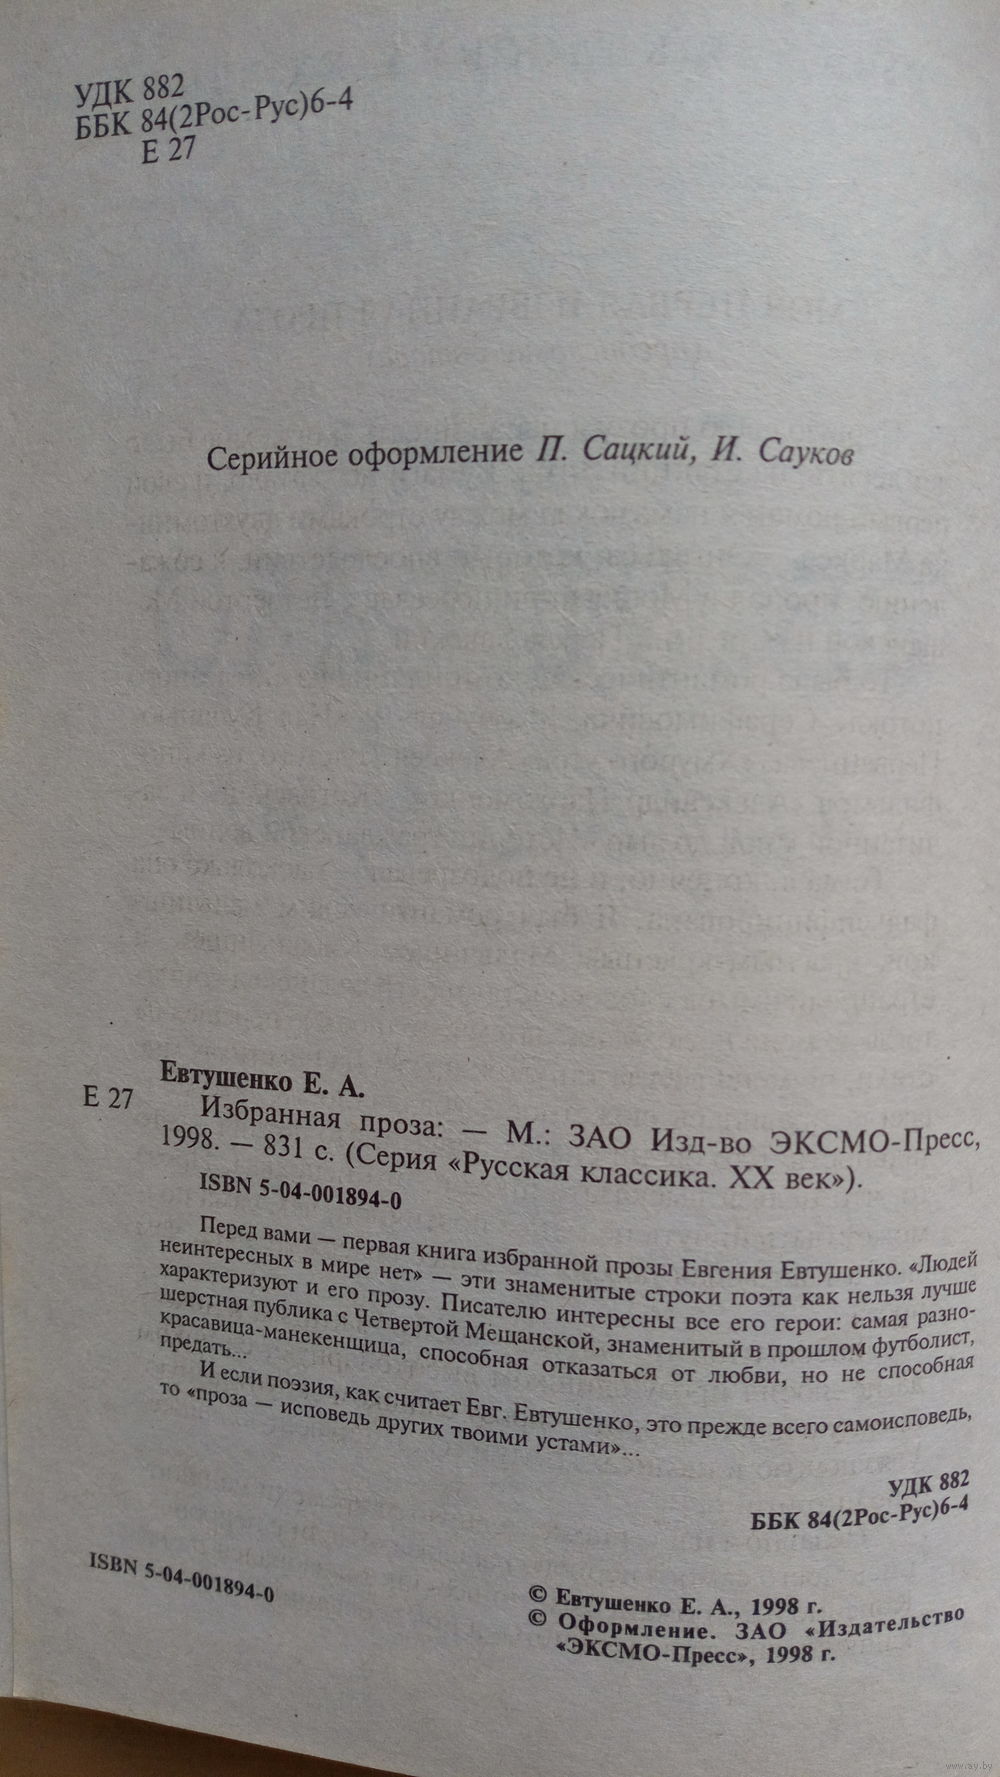 УДК 882
ББК 84(2Рос-Рус)6-4
Е 27
Серийное оформление П. Сацкий, И. Сауков
Евтушенко Е. А.
Е 27 Избранная проза: — М.: ЗАО Изд-во ЭКСМО-Пресс,
1998. — 831 с. (Серия «Русская классика. XX век»).
ISBN 5-04-001894-0
Перед вами — первая книга избранной прозы Евгения Евтушенко. «Людей
неинтересных в мире нет» — эти знаменитые строки поэта как нельзя лучше
характеризуют и его прозу. Писателю интересны все его герои: самая разно-
шерстная публика с Четвертой Мещанской, знаменитый в прошлом футболист,
красавица-манекенщица, способная отказаться от любви, но не способная
предать...
И если поэзия, как считает Евг. Евтушенко, это прежде всего самоисповедь,
то «проза — исповедь других твоими устами»...
УДК 882
ББК 84(2Рос-Рус)6-4
ISBN 5-04-001894-0
© Евтушенко Е. А., 1998 г.
© Оформление. ЗАО «Издательство
«ЭКСМО-Пресс», 1998 г.
www.ay.by